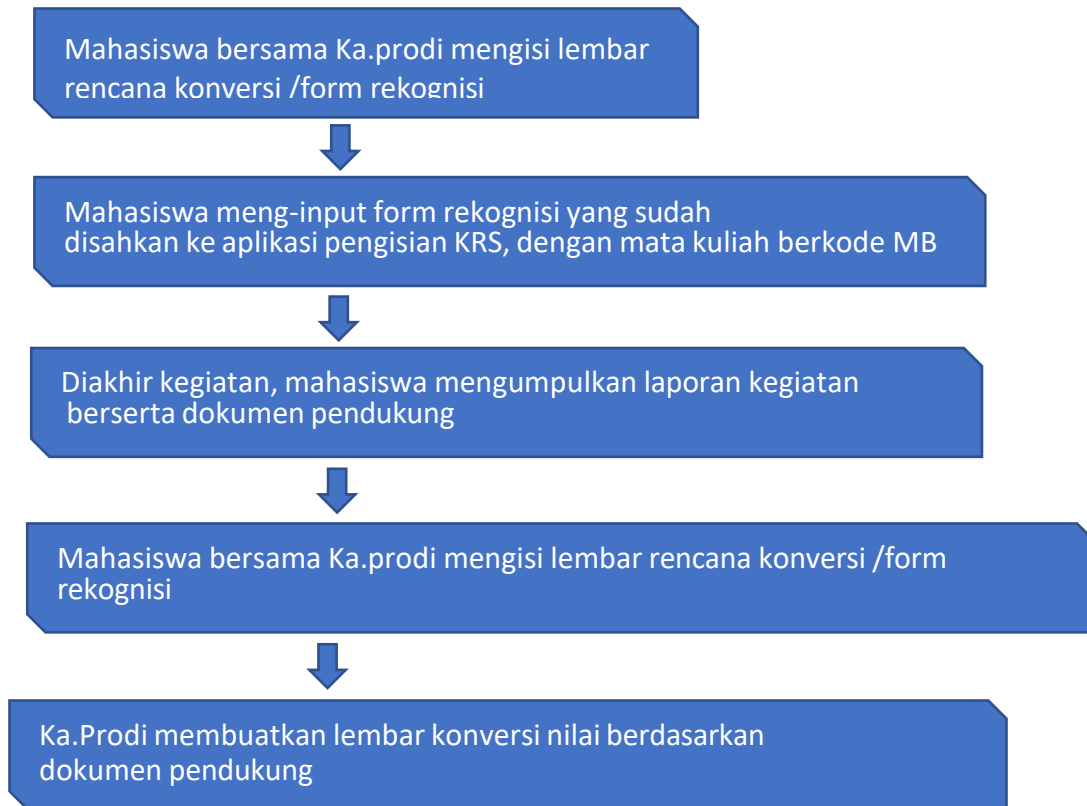 Mahasiswa bersama Ka.prodi mengisi lembar
rencana konversi /form rekognisi
Mahasiswa meng-input form rekognisi yang sudah
disahkan ke aplikasi pengisian KRS, dengan mata kuliah berkode MB
Diakhir kegiatan, mahasiswa mengumpulkan laporan kegiatan
berserta dokumen pendukung
Mahasiswa bersama Ka.prodi mengisi lembar rencana konversi /form
rekognisi
Ka.Prodi membuatkan lembar konversi nilai berdasarkan
dokumen pendukung